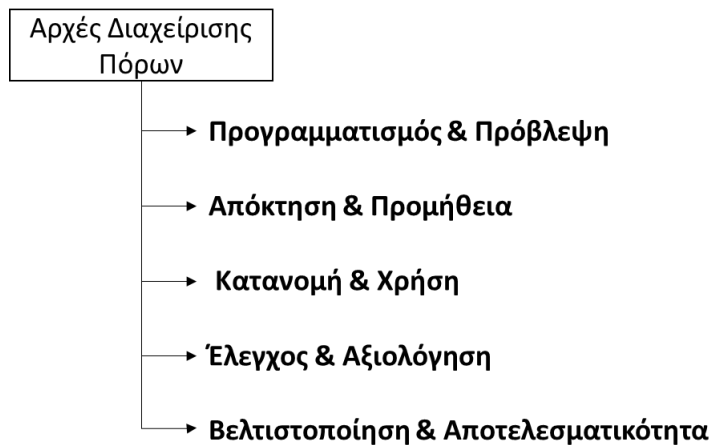 Αρχές Διαχείρισης
Πόρων
Προγραμματισμός & Πρόβλεψη
Απόκτηση & Προμήθεια
Κατανομή & Χρήση
Έλεγχος & Αξιολόγηση
Βελτιστοποίηση & Αποτελεσματικότητα